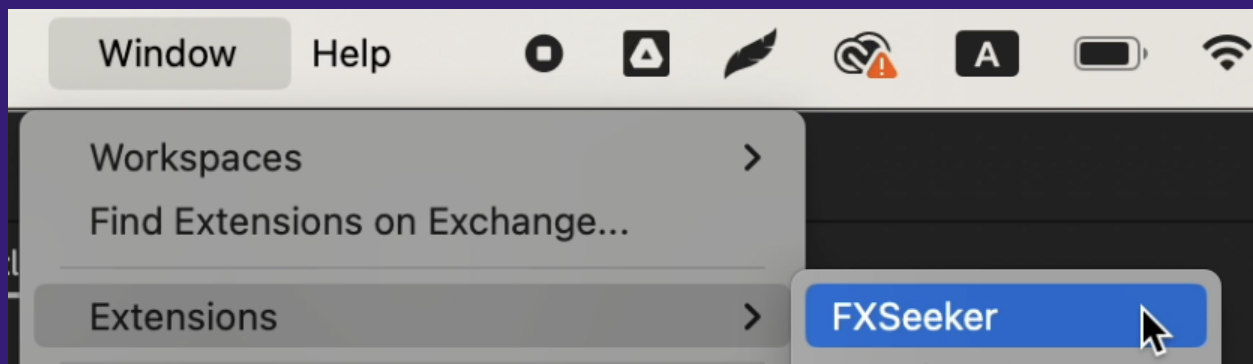 Window Help A
Workspaces
Find Extensions on Exchange...
Extensions
FXSeeker